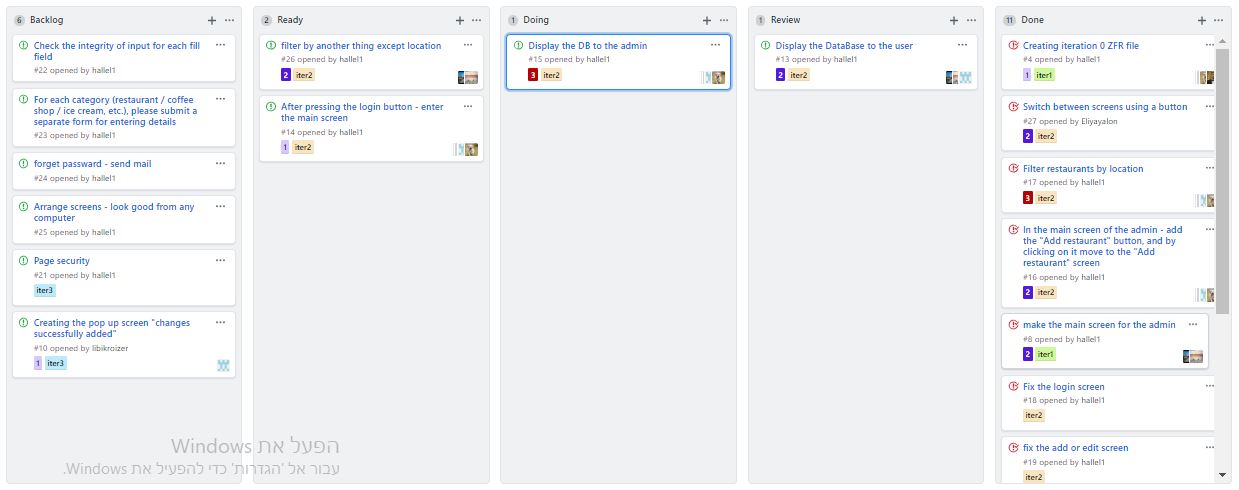 6 Backlog
Check the integrity of input for each fill
field
#22 opened by hallel1
For each category (restaurant / coffee
shop / ice cream, etc.), please submit a
separate form for entering details
#23 opened by hallel1
forget passward - send mail
#24 opened by hallel1
Arrange screens - look good from any
computer
#25 opened by hallel1
Page security
#21 opened by hallel1
iter3
Creating the pop up screen "changes
successfully added"
#10 opened by libikroizer
1 iter3
2 Ready
filter by another thing except location
#26 opened by hallel1
2 iter2
After pressing the login button - enter
the main screen
#14 opened by hallel1
1 iter2
1 Doing
Display the DB to the admin
#15 opened by hallel1
3 iter2
1 Review
Display the DataBase to the user
#13 opened by hallel1
2 iter2
11 Done
Creating iteration 0 ZFR file
#4 opened by hallel1
1 iter1
Switch between screens using a button
#27 opened by Eliyayalon
2 iter2
Filter restaurants by location
#17 opened by hallel1
3 iter2
In the main screen of the admin - add
the "Add restaurant" button, and by
clicking on it move to the "Add
restaurant" screen
#16 opened by hallel1
2 iter2
make the main screen for the admin
#8 opened by hallel1
2 iter1
Fix the login screen
#18 opened by hallel1
iter2
fix the add or edit screen
#19 opened by hallel1
iter2
הפעל את Windows
עבור אל 'הגדרות' כדי להפעיל את Windows.